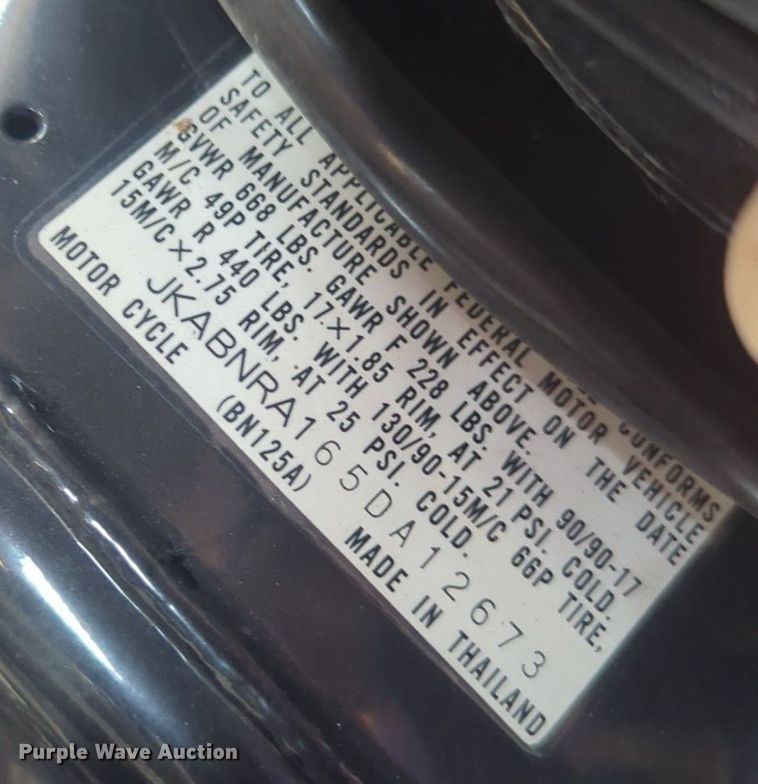 CONFORMS
TO ALL APPLICABLE FEDERAL MOTOR VEHICLE
SAFETY STANDARDS IN EFFECT ON THE DATE
OF MANUFACTURE SHOWN ABOVE.
GVWR 668 LBS. GAWR F 228 LBS. WITH 90/90-17
M/C 49P TIRE, 17×1.85 RIM, AT 21 PSI. COLD.
GAWR R 440 LBS. WITH 130/90-15M/C 66P TIRE,
15M/C×2.75 RIM, AT 25 PSI. COLD.
JKABNRA165DA12673
MOTOR CYCLE (BN125A) MADE IN THAILAND
Purple Wave Auction